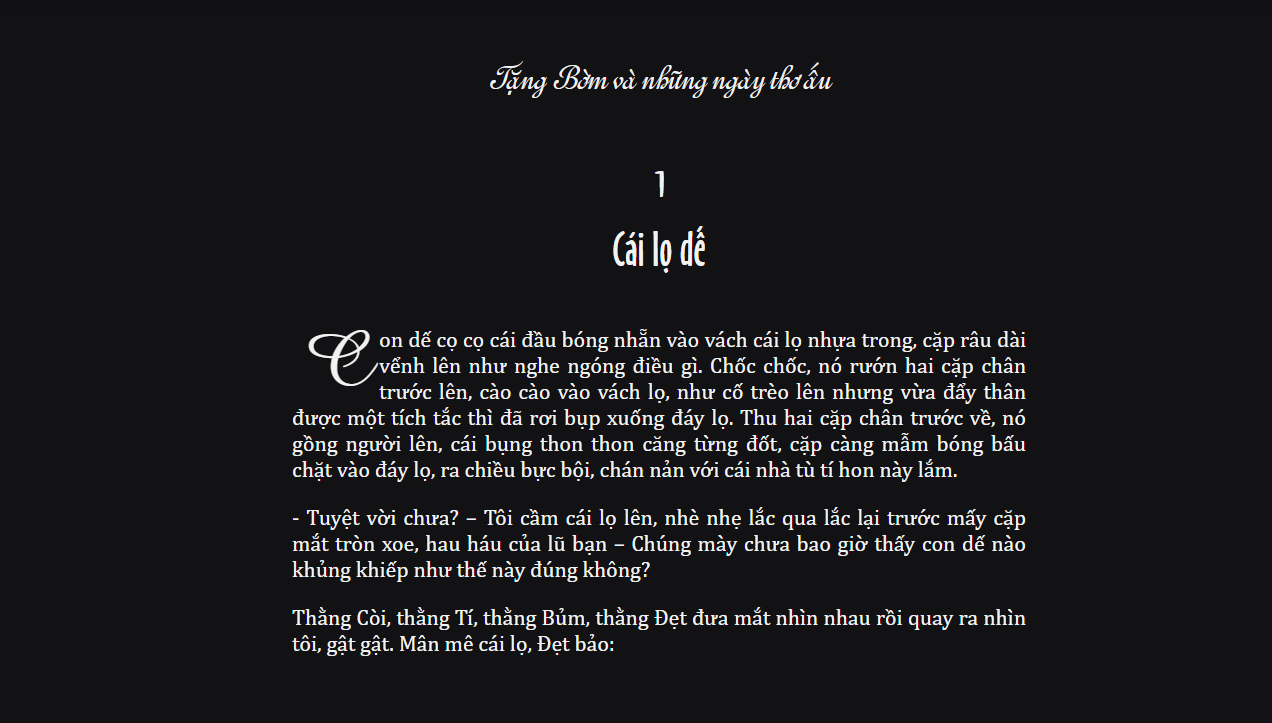 Tặng Bờm và những ngày thơ ấu
1
Cái lọ dế
Con dế cọ cọ cái đầu bóng nhẵn vào vách cái lọ nhựa trong, cặp râu dài
vểnh lên như nghe ngóng điều gì. Chốc chốc, nó rướn hai cặp chân
trước lên, cào cào vào vách lọ, như cố trèo lên nhưng vừa đẩy thân
được một tích tắc thì đã rơi bụp xuống đáy lọ. Thu hai cặp chân trước về, nó
gồng người lên, cái bụng thon thon căng từng đốt, cặp càng mẫm bóng bấu
chặt vào đáy lọ, ra chiều bực bội, chán nản với cái nhà tù tí hon này lắm.
- Tuyệt vời chưa? – Tôi cầm cái lọ lên, nhè nhẹ lắc qua lắc lại trước mấy cặp
mắt tròn xoe, hau háu của lũ bạn – Chúng mày chưa bao giờ thấy con dế nào
khủng khiếp như thế này đúng không?
Thằng Còi, thằng Tí, thằng Bủm, thằng Đẹt đưa mắt nhìn nhau rồi quay ra nhìn
tôi, gật gật. Mân mê cái lọ, Đẹt bảo: